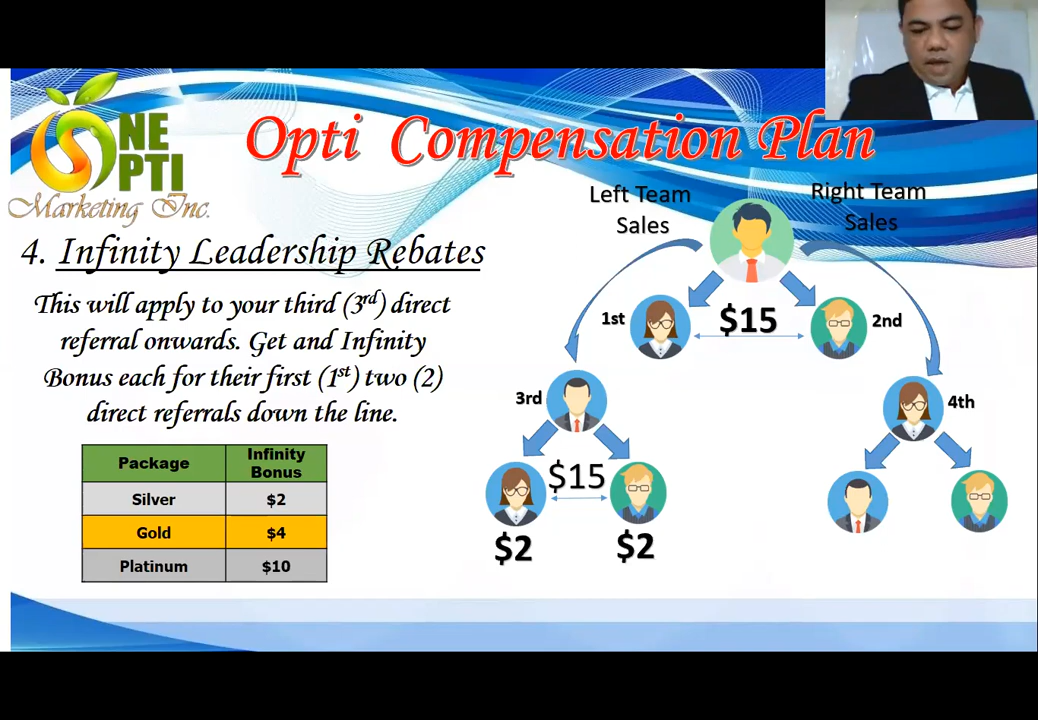 ONE
OPTI
Marketing Inc.
Opti Compensation Plan
Left Team
Sales
Right Team
Sales
4. Infinity Leadership Rebates
This will apply to your third (3rd) direct
referral onwards. Get and Infinity
Bonus each for their first (1st) two (2)
direct referrals down the line.
1st
$15
2nd
3rd
4th
$15
$2
$2
Package Infinity Bonus
Silver $2
Gold $4
Platinum $10